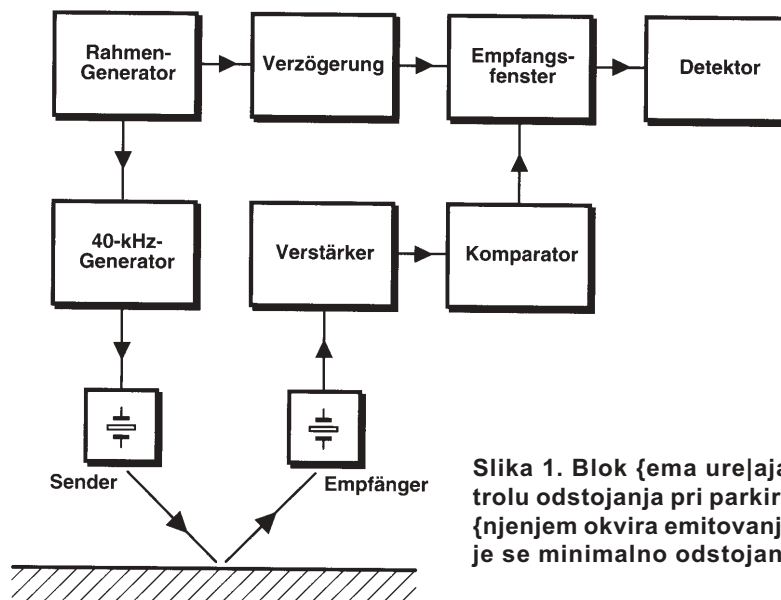 Rahmen-
Generator
Verzögerung
Empfangs-
fenster
Detektor
40-kHz-
Generator
Verstärker
Komparator
Sender
Empfänger
Slika 1. Blok {ema ure|aja
trolu odstojanja pri parkir
{njenjem okvira emitovanj
je se minimalno odstojan